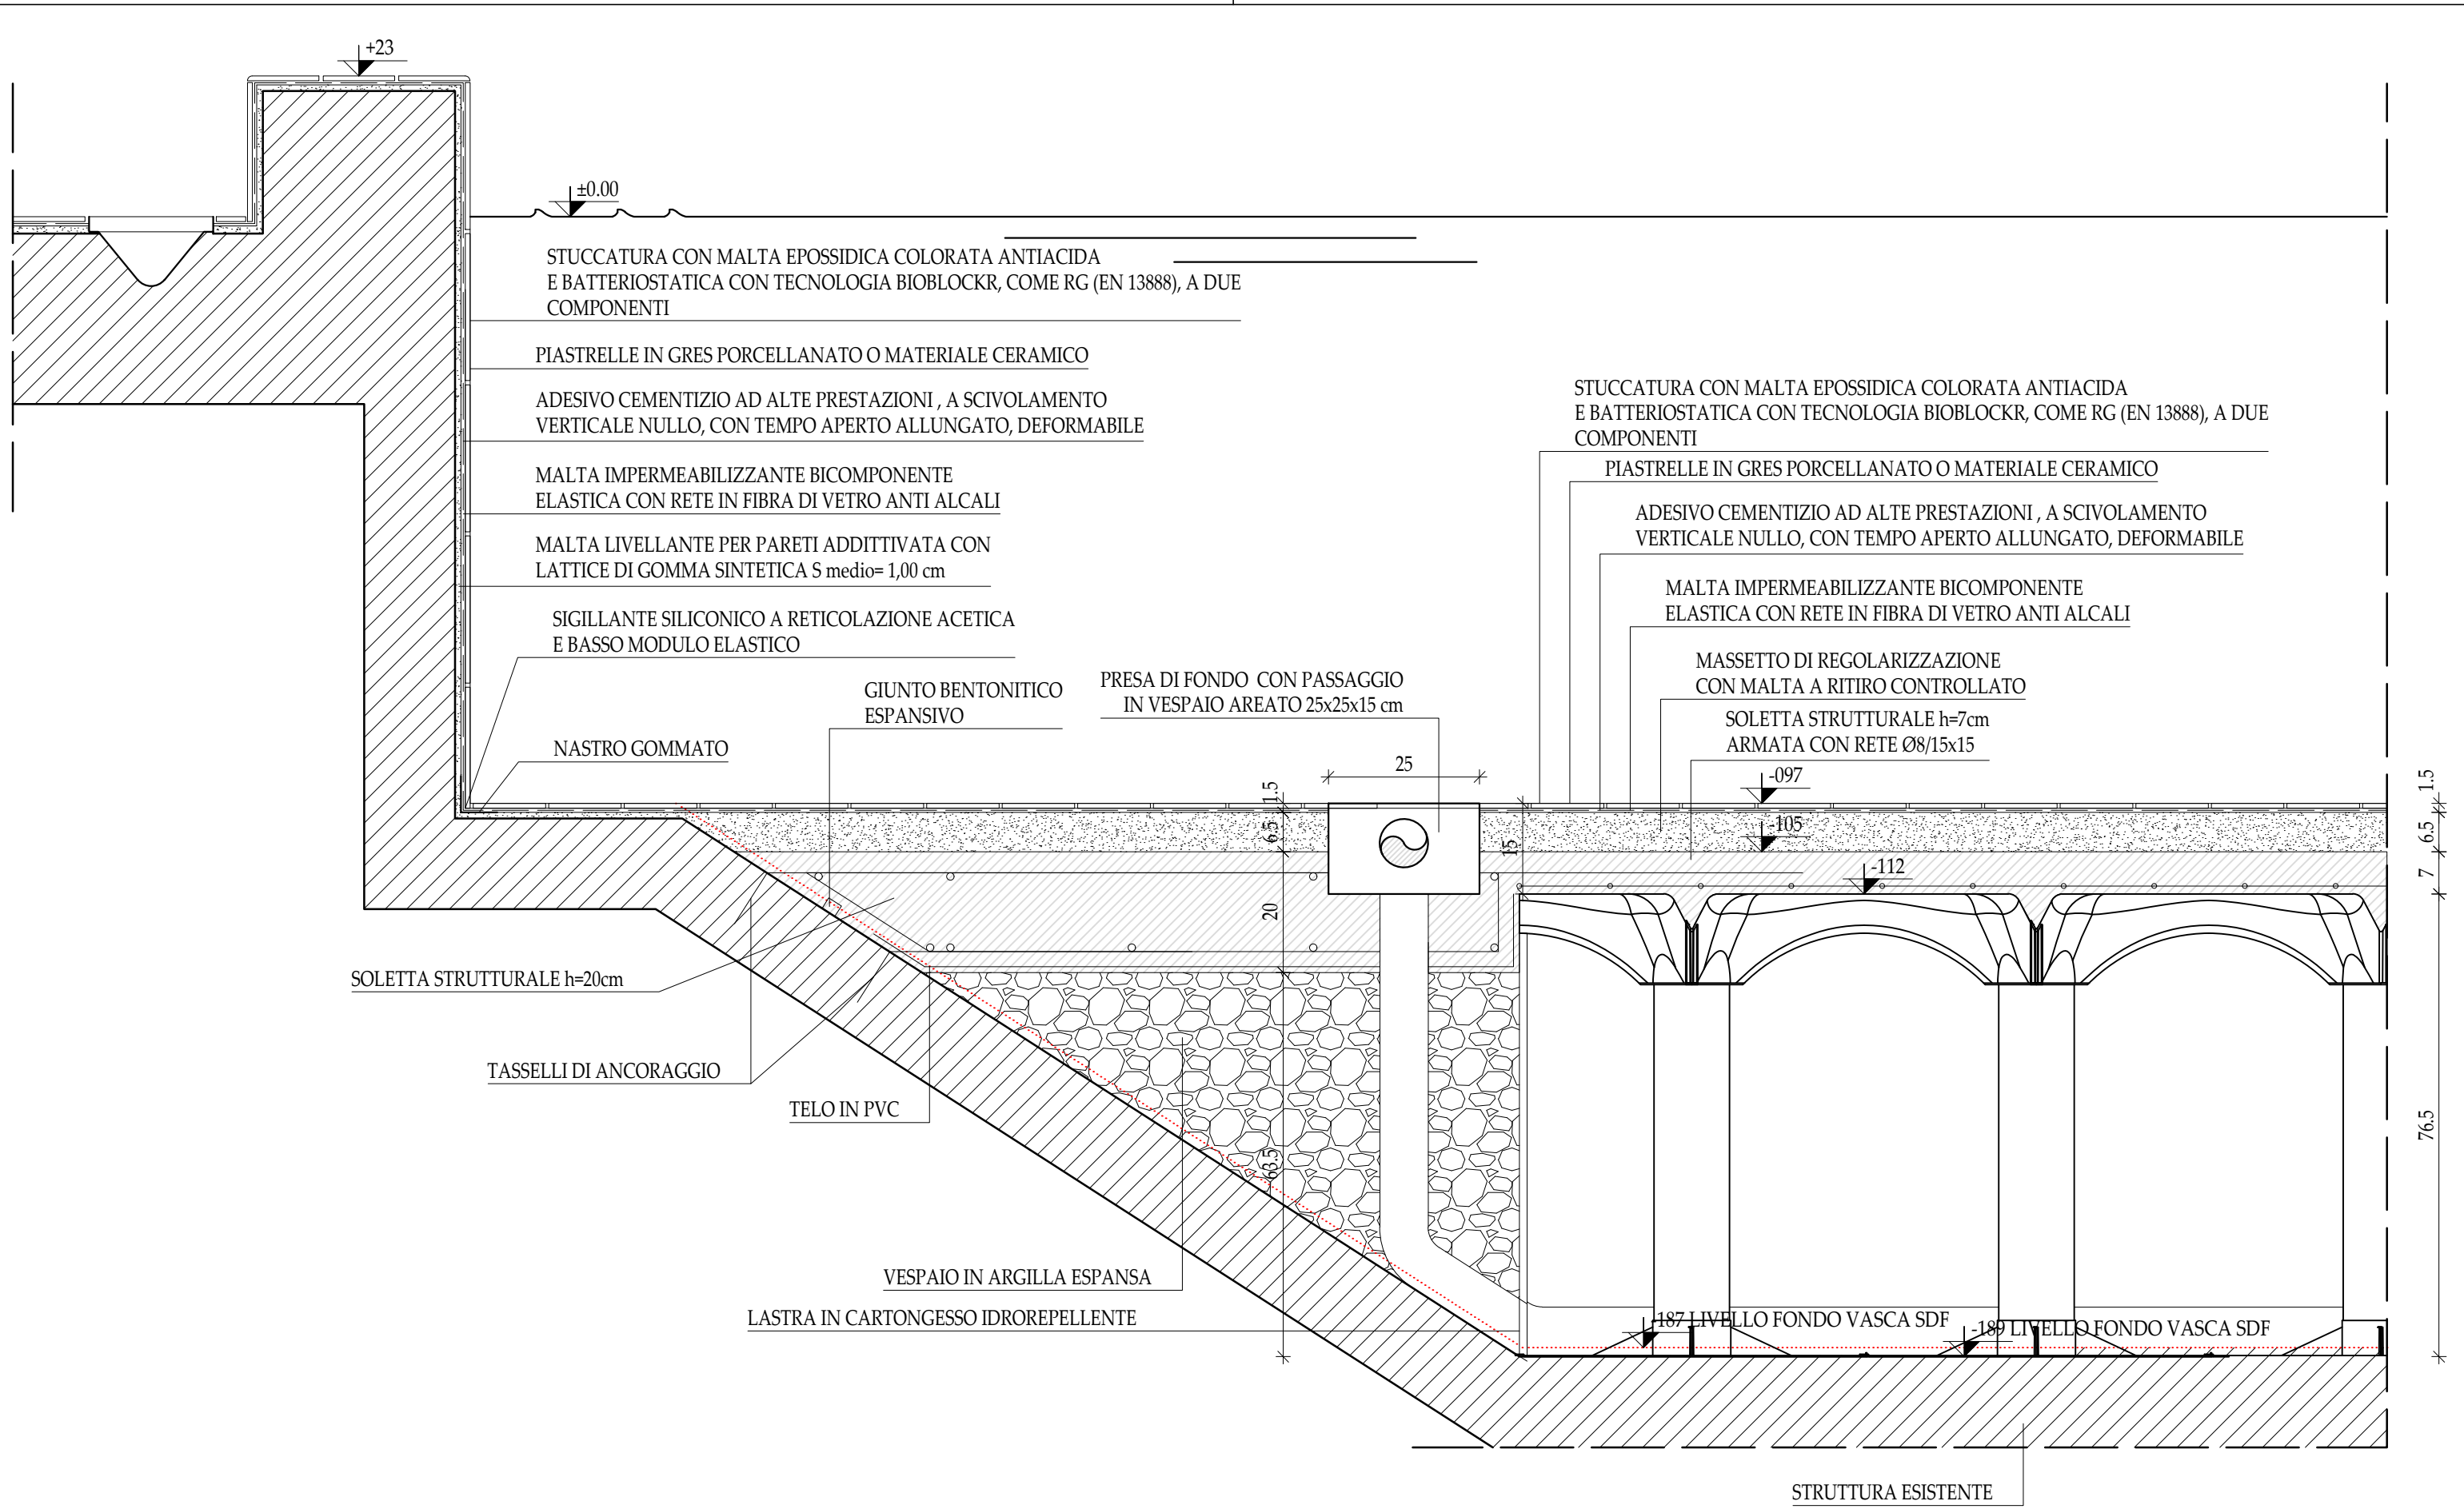 +23
±0.00
STUCCATURA CON MALTA EPOSSIDICA COLORATA ANTIACIDA
E BATTERIOSTATICA CON TECNOLOGIA BIOBLOCKR, COME RG (EN 13888), A DUE
COMPONENTI
PIASTRELLE IN GRES PORCELLANATO O MATERIALE CERAMICO
ADESIVO CEMENTIZIO AD ALTE PRESTAZIONI , A SCIVOLAMENTO
VERTICALE NULLO, CON TEMPO APERTO ALLUNGATO, DEFORMABILE
MALTA IMPERMEABILIZZANTE BICOMPONENTE
ELASTICA CON RETE IN FIBRA DI VETRO ANTI ALCALI
MALTA LIVELLANTE PER PARETI ADDITTIVATA CON
LATTICE DI GOMMA SINTETICA S medio= 1,00 cm
SIGILLANTE SILICONICO A RETICOLAZIONE ACETICA
E BASSO MODULO ELASTICO
GIUNTO BENTONITICO
ESPANSIVO
NASTRO GOMMATO
PRESA DI FONDO CON PASSAGGIO
IN VESPAIO AREATO 25x25x15 cm
STUCCATURA CON MALTA EPOSSIDICA COLORATA ANTIACIDA
E BATTERIOSTATICA CON TECNOLOGIA BIOBLOCKR, COME RG (EN 13888), A DUE
COMPONENTI
PIASTRELLE IN GRES PORCELLANATO O MATERIALE CERAMICO
ADESIVO CEMENTIZIO AD ALTE PRESTAZIONI , A SCIVOLAMENTO
VERTICALE NULLO, CON TEMPO APERTO ALLUNGATO, DEFORMABILE
MALTA IMPERMEABILIZZANTE BICOMPONENTE
ELASTICA CON RETE IN FIBRA DI VETRO ANTI ALCALI
MASSETTO DI REGOLARIZZAZIONE
CON MALTA A RITIRO CONTROLLATO
SOLETTA STRUTTURALE h=7cm
ARMATA CON RETE Ø8/15x15
25
-097
-105
-112
1.5
6.5
20
63.5
15
1.5
6.5
7
76.5
SOLETTA STRUTTURALE h=20cm
TASSELLI DI ANCORAGGIO
TELO IN PVC
VESPAIO IN ARGILLA ESPANSA
LASTRA IN CARTONGESSO IDROREPELLENTE
-187 LIVELLO FONDO VASCA SDF
-189 LIVELLO FONDO VASCA SDF
STRUTTURA ESISTENTE